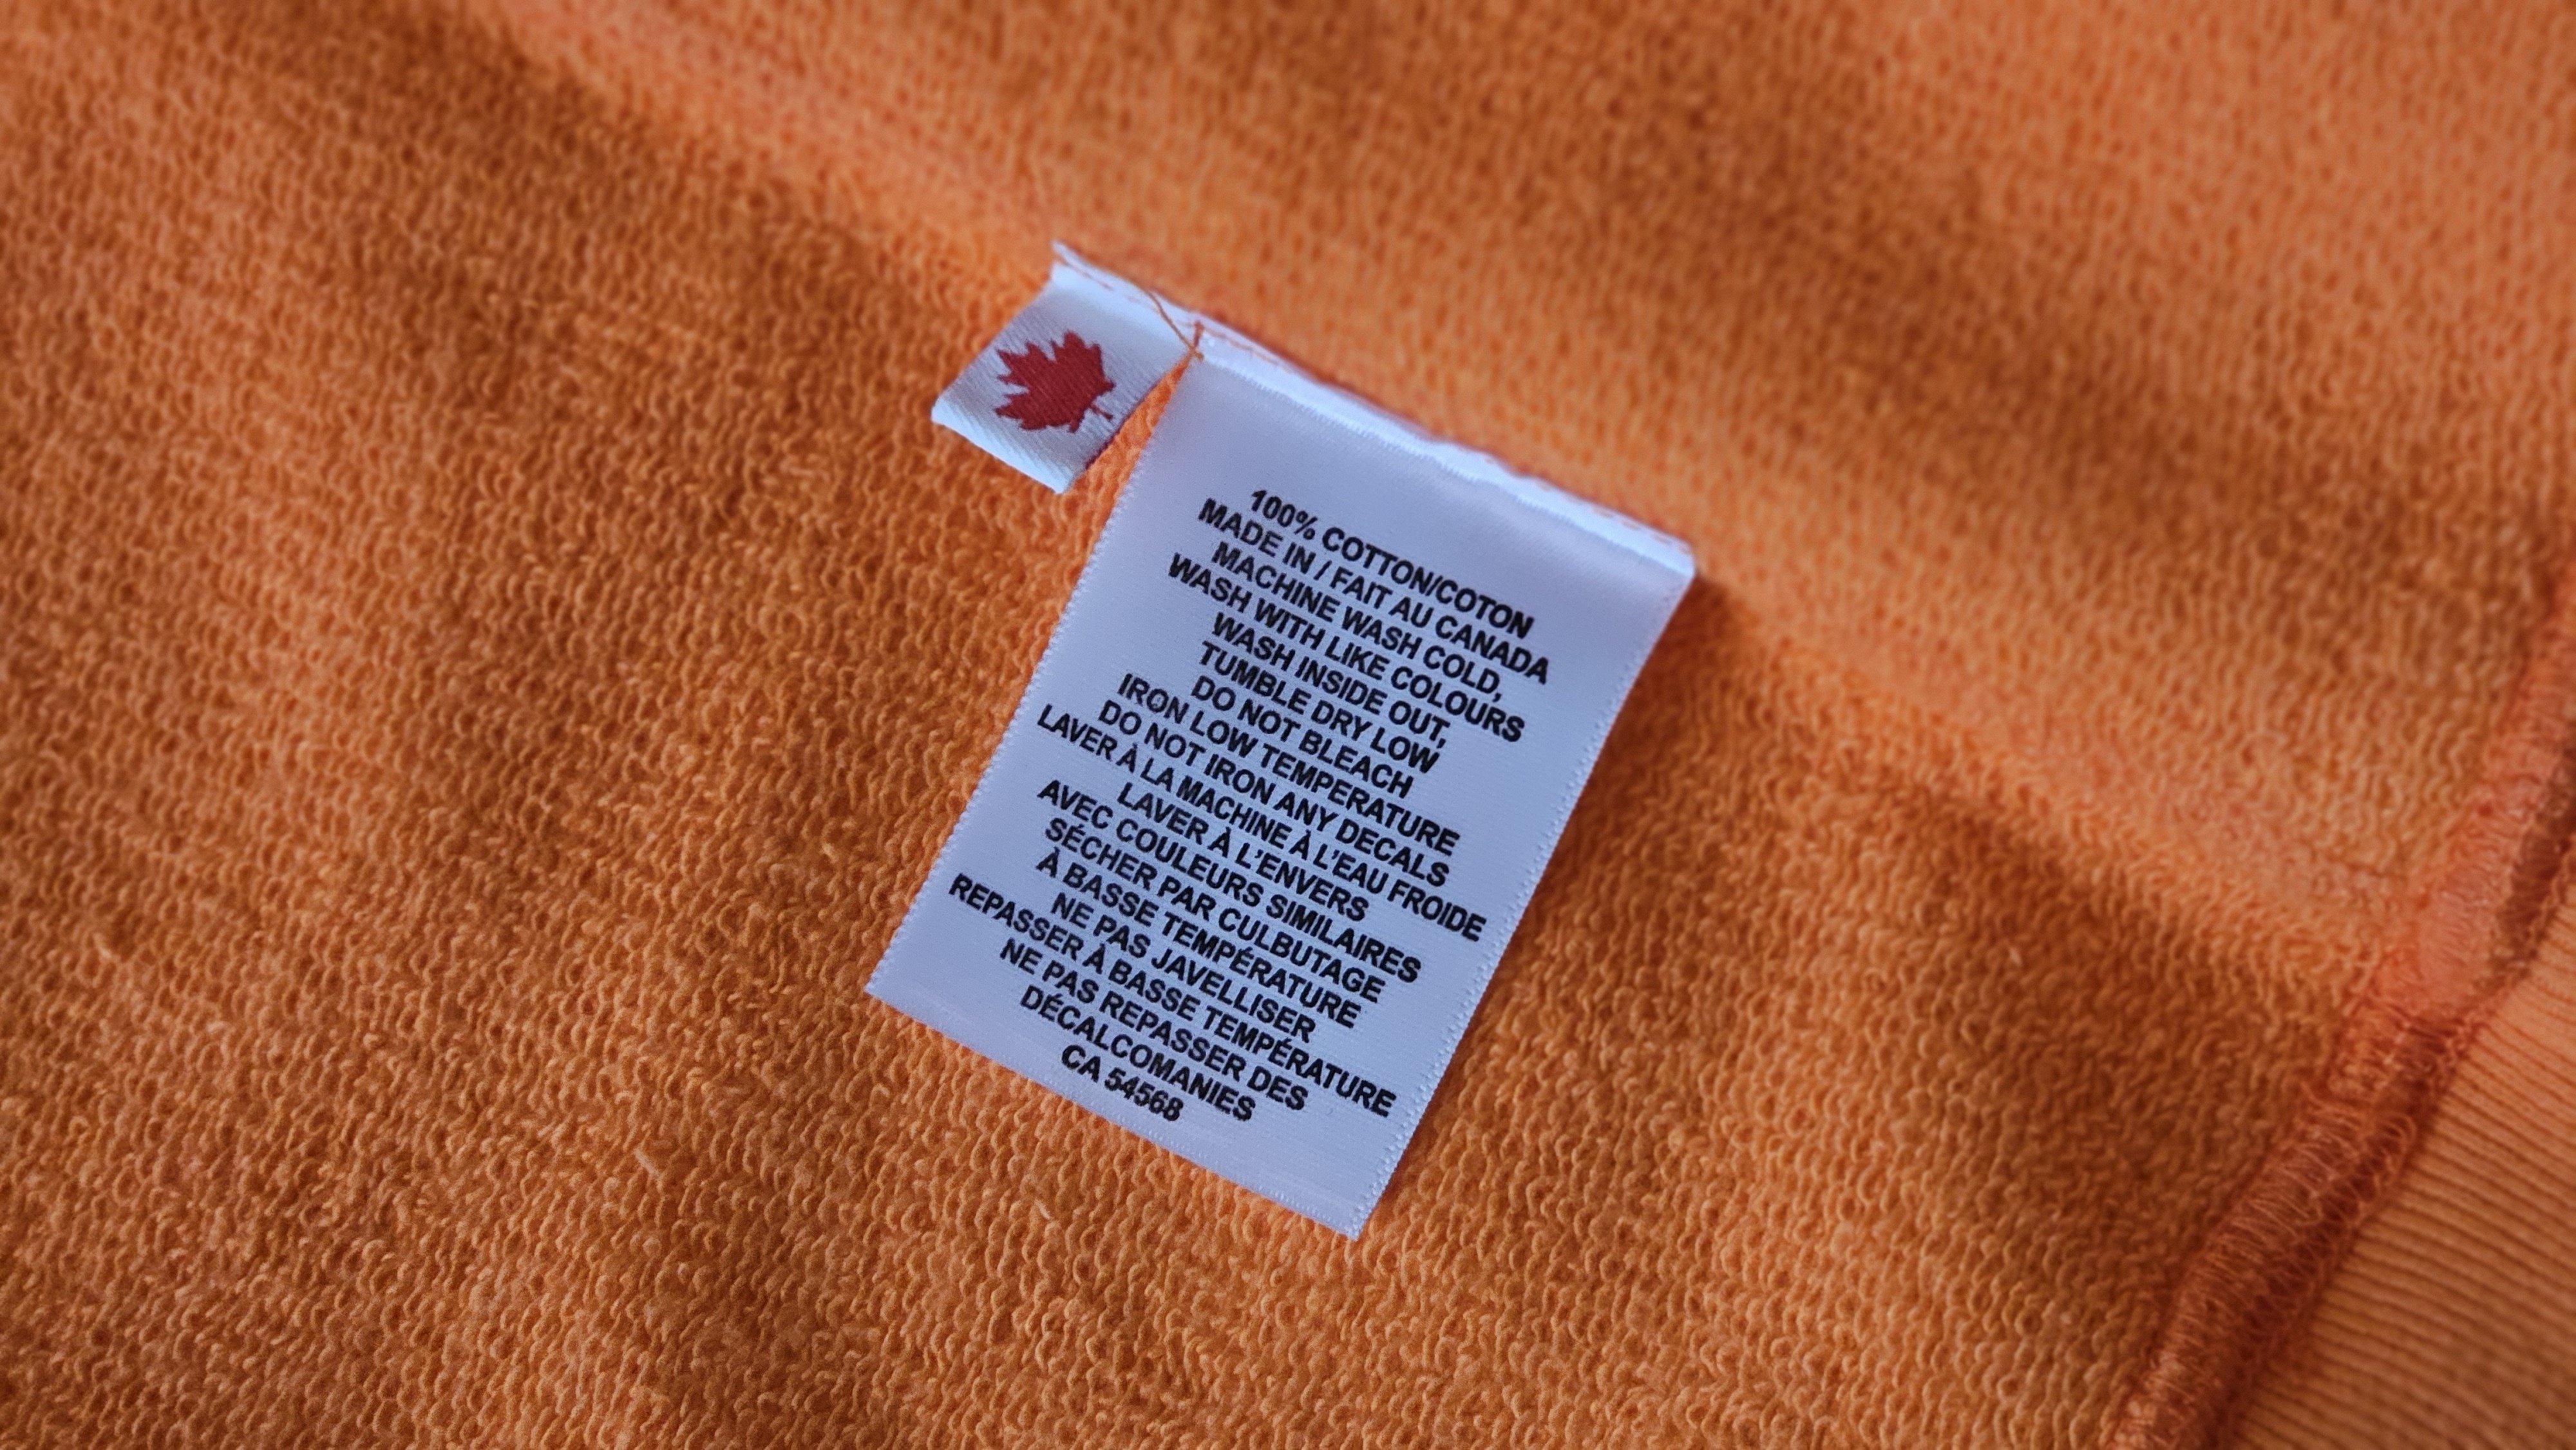 100% COTTON/COTON
MADE IN / FAIT AU CANADA
MACHINE WASH COLD,
WASH WITH LIKE COLOURS
WASH INSIDE OUT,
TUMBLE DRY LOW
DO NOT BLEACH
IRON LOW TEMPERATURE
DO NOT IRON ANY DECALS
LAVER À LA MACHINE À L'EAU FROIDE
LAVER À L'ENVERS
AVEC COULEURS SIMILAIRES
SÉCHER PAR CULBUTAGE
À BASSE TEMPÉRATURE
NE PAS JAVELLISER
REPASSER À BASSE TEMPÉRATURE
NE PAS REPASSER DES
DÉCALCOMANIES
CA 54568